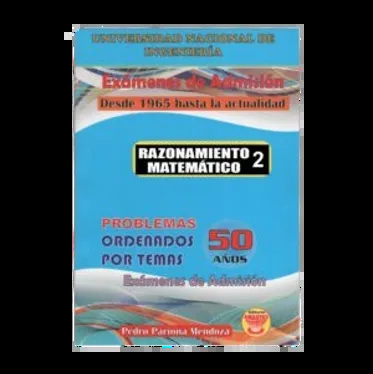 UNIVERSIDAD NACIONAL DE
INGENIERÍA
Exámenes de Admisión
Desde 1965 hasta la actualidad
RAZONAMIENTO 2
MATEMÁTICO
PROBLEMAS
ORDENADOS
POR TEMAS
50
AÑOS
Exámenes de Admisión
Pedro Pariona Mendoza